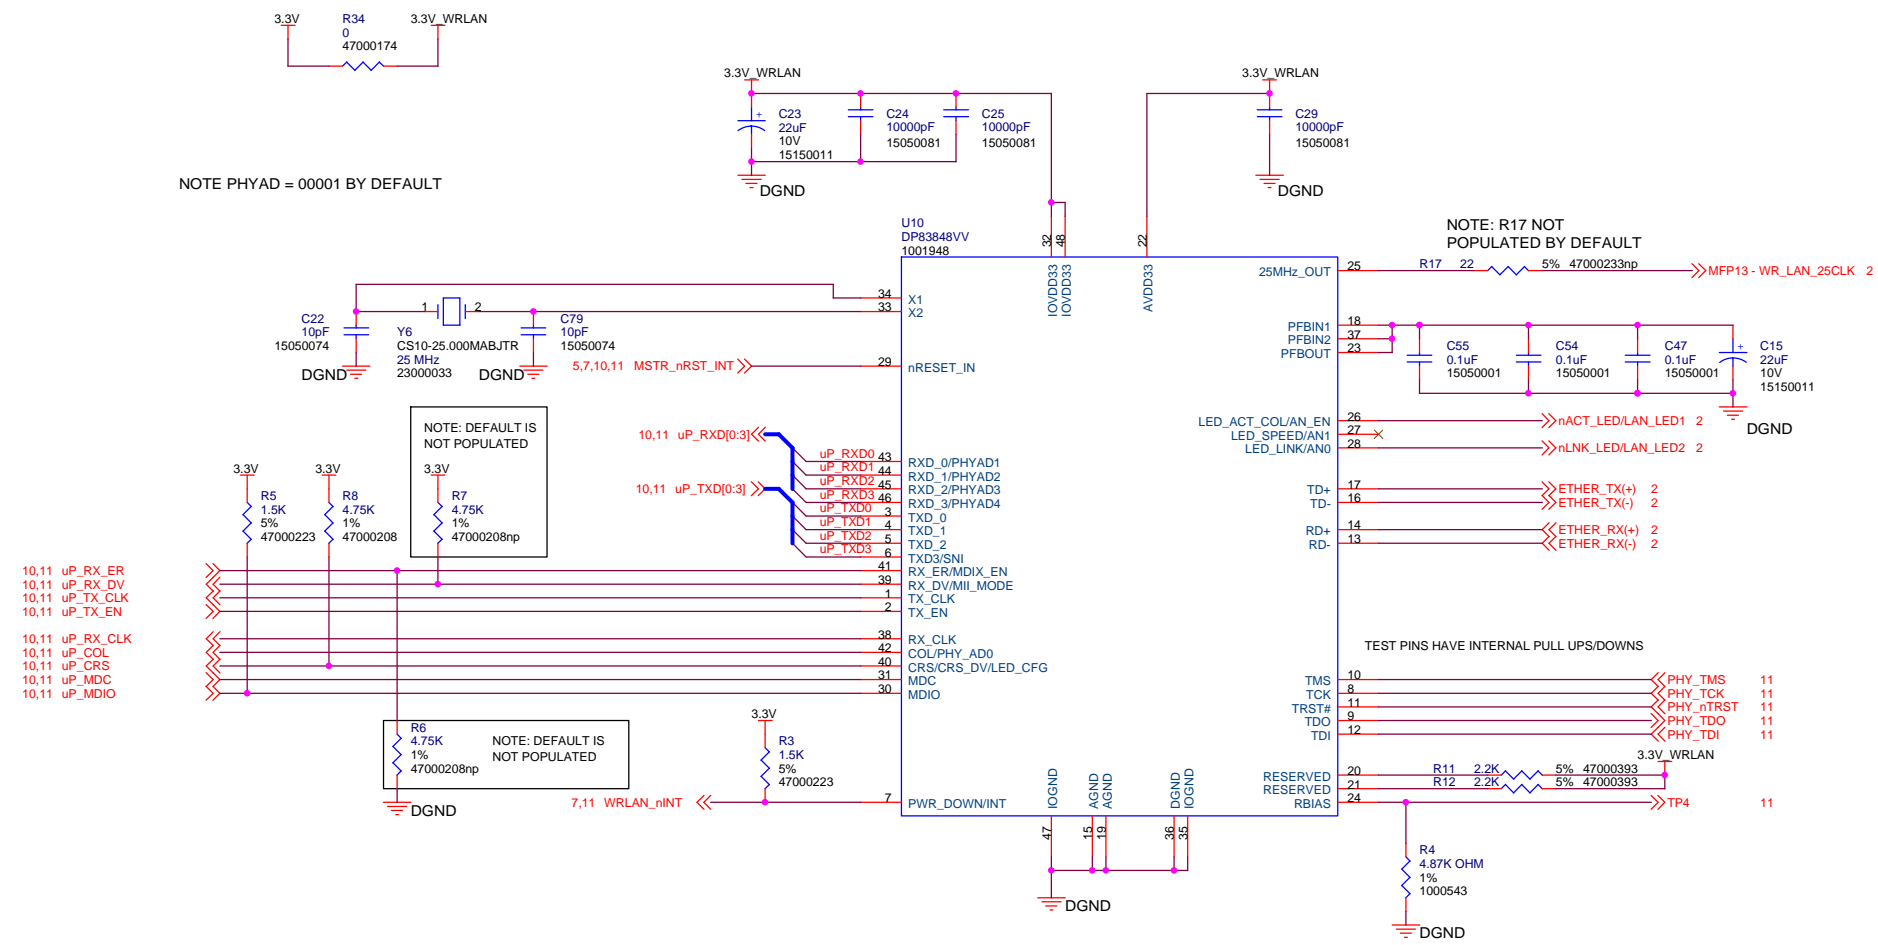 3.3V
R34
0
47000174
3.3V_WRLAN
NOTE PHYAD = 00001 BY DEFAULT
3.3V_WRLAN
C23
22uF
10V
15150011
+
C24
10000pF
15050081
C25
10000pF
15050081
DGND
3.3V_WRLAN
C29
10000pF
15050081
DGND
U10
DP83848VV
1001948
32
48
22
IOVDD33
IOVDD33
AVDD33
NOTE: R17 NOT
POPULATED BY DEFAULT
25MHz_OUT 25 R17 22 5% 47000233np MFP13 - WR_LAN_25CLK 2
34 X1
33 X2
1 2
C22
10pF
15050074
DGND
Y6
CS10-25.000MABJTR
25 MHz
23000033
C79
10pF
15050074
DGND
PFBIN1 18
PFBIN2 37
PFBOUT 23
C55
0.1uF
15050001
C54
0.1uF
15050001
C47
0.1uF
15050001
+
C15
22uF
10V
15150011
DGND
5,7,10,11 MSTR_nRST_INT 29 nRESET_IN
LED_ACT_COL/AN_EN 26 nACT_LED/LAN_LED1 2
LED_SPEED/AN1 27
LED_LINK/AN0 28 nLNK_LED/LAN_LED2 2
NOTE: DEFAULT IS
NOT POPULATED
3.3V
R7
4.75K
1%
47000208np
3.3V
R5
1.5K
5%
47000223
3.3V
R8
4.75K
1%
47000208
10,11 uP_RXD[0:3]
10,11 uP_TXD[0:3]
uP_RXD0 43 RXD_0/PHYAD1
uP_RXD1 44 RXD_1/PHYAD2
uP_RXD2 45 RXD_2/PHYAD3
uP_RXD3 46 RXD_3/PHYAD4
uP_TXD0 3 TXD_0
uP_TXD1 4 TXD_1
uP_TXD2 5 TXD_2
uP_TXD3 6 TXD3/SNI
TD+ 17 ETHER_TX(+) 2
TD- 16 ETHER_TX(-) 2
RD+ 14 ETHER_RX(+) 2
RD- 13 ETHER_RX(-) 2
10,11 uP_RX_ER 41 RX_ER/MDIX_EN
10,11 uP_RX_DV 39 RX_DV/MII_MODE
10,11 uP_TX_CLK 1 TX_CLK
10,11 uP_TX_EN 2 TX_EN
10,11 uP_RX_CLK 38 RX_CLK
10,11 uP_COL 42 COL/PHY_AD0
10,11 uP_CRS 40 CRS/CRS_DV/LED_CFG
10,11 uP_MDC 31 MDC
10,11 uP_MDIO 30 MDIO
TEST PINS HAVE INTERNAL PULL UPS/DOWNS
TMS 10 PHY_TMS 11
TCK 8 PHY_TCK 11
TRST# 11 PHY_nTRST 11
TDO 9 PHY_TDO 11
TDI 12 PHY_TDI 11
R6
4.75K
1%
47000208np
NOTE: DEFAULT IS
NOT POPULATED
DGND
3.3V
R3
1.5K
5%
47000223
7,11 WRLAN_nINT 7 PWR_DOWN/INT
3.3V_WRLAN
RESERVED 20 R11 2.2K 5% 47000393
RESERVED 21 R12 2.2K 5% 47000393
RBIAS 24 TP4 11
IOGND
AGND
AGND
DGND
IOGND
47
15
19
36
35
DGND
R4
4.87K OHM
1%
1000543
DGND